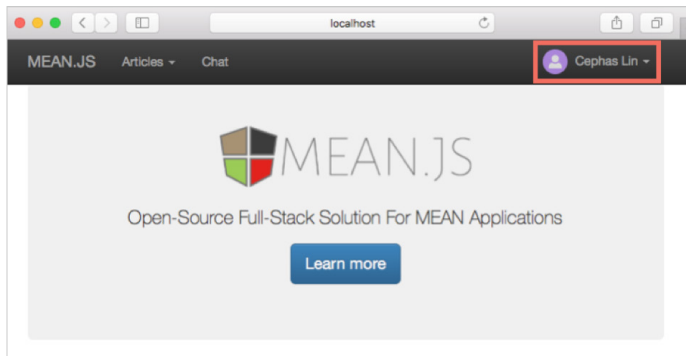 localhost
MEAN.JS Articles Chat Cephas Lin
MEAN.JS
Open-Source Full-Stack Solution For MEAN Applications
Learn more